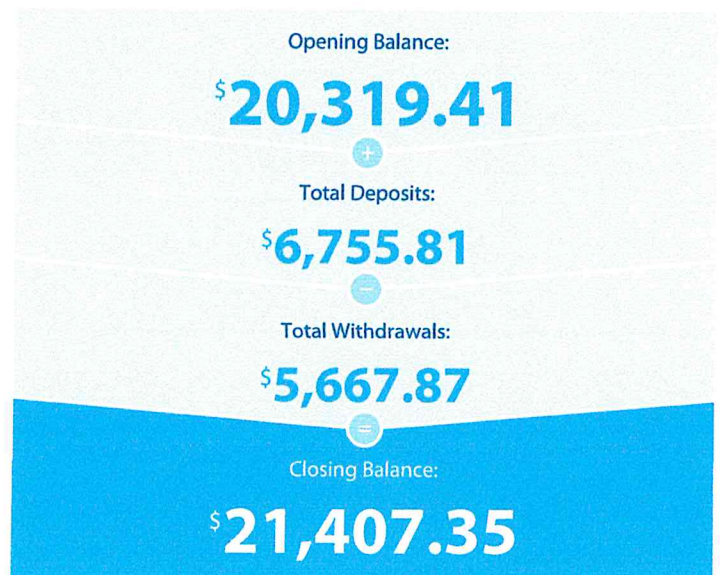 Opening Balance:
$20,319.41
+
Total Deposits:
$6,755.81
−
Total Withdrawals:
$5,667.87
=
Closing Balance:
$21,407.35